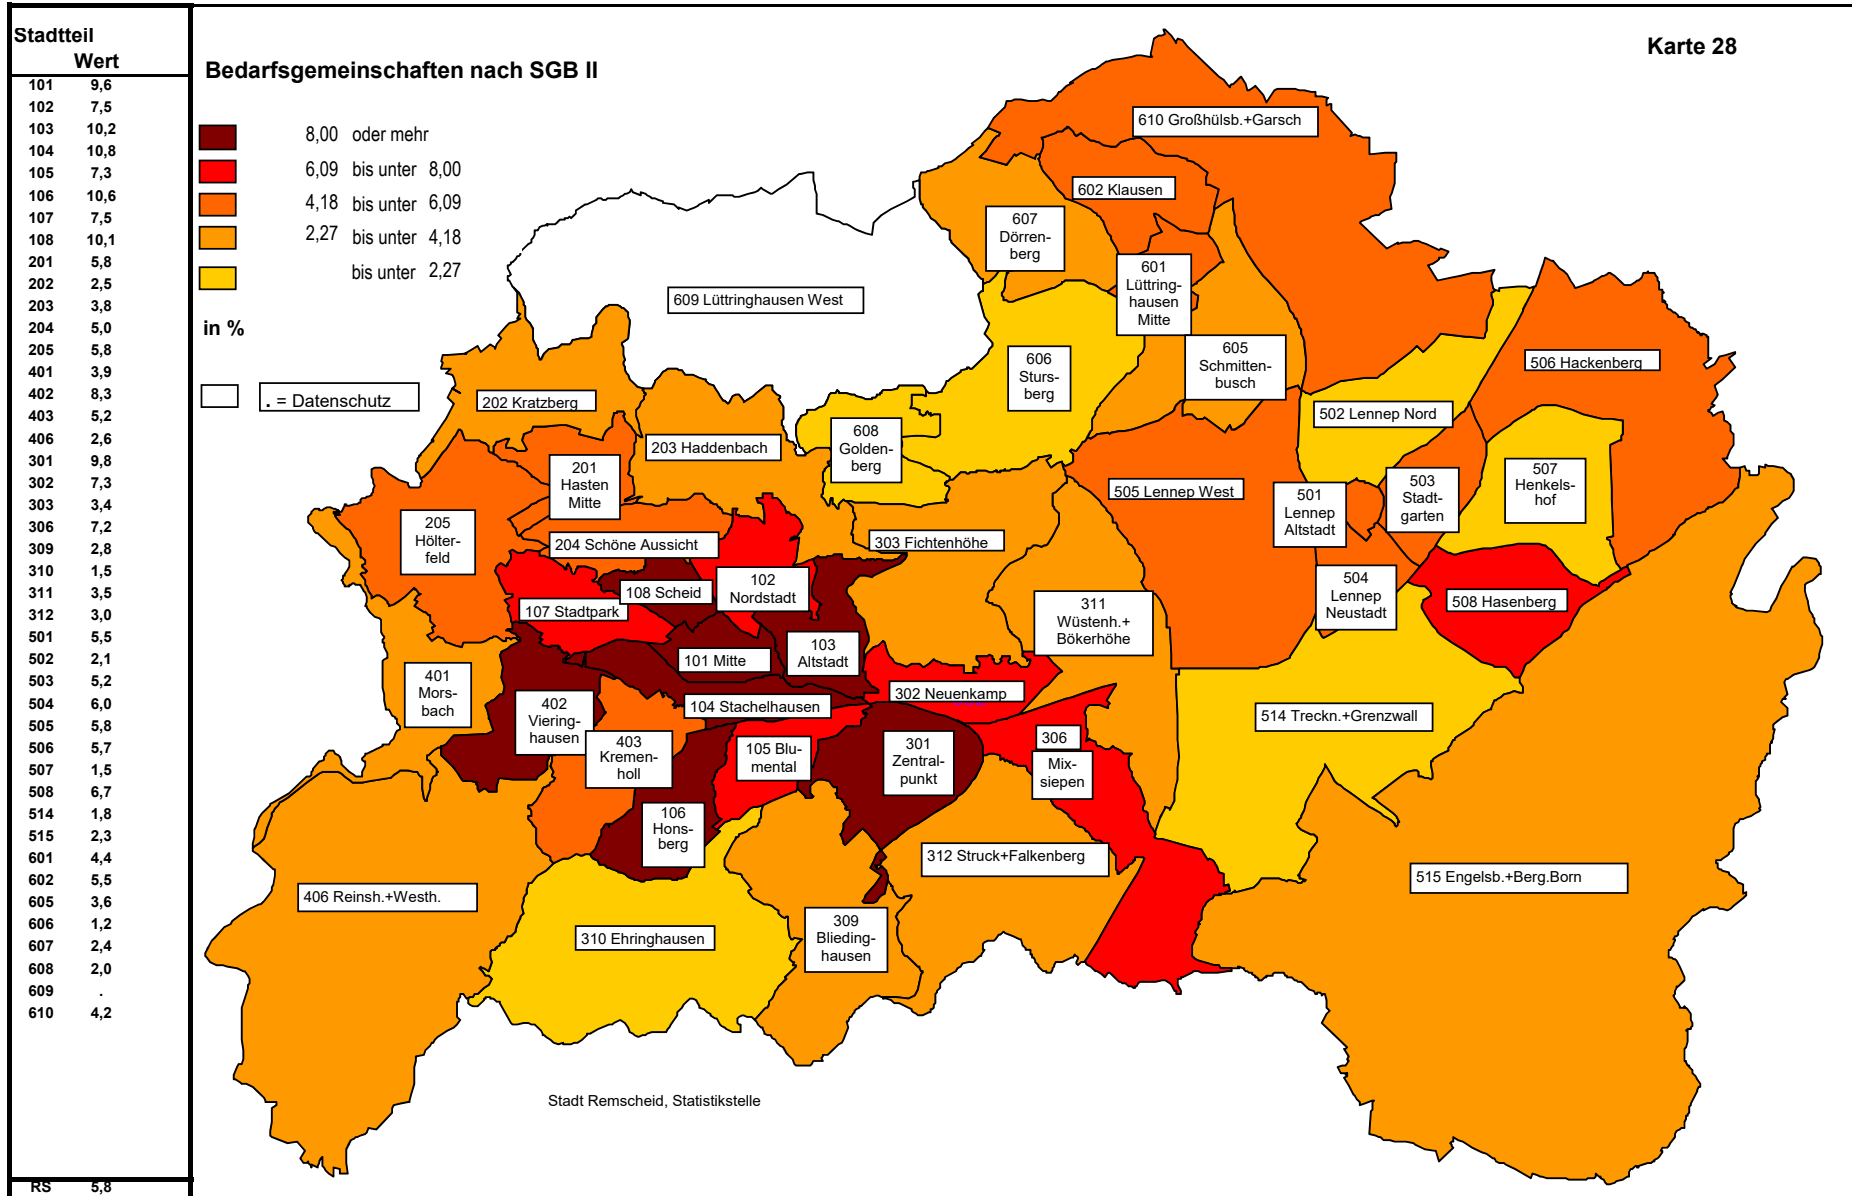 Stadtteil
Wert
101 9,6
102 7,5
103 10,2
104 10,8
105 7,3
106 10,6
107 7,5
108 10,1
201 5,8
202 2,5
203 3,8
204 5,0
205 5,8
401 3,9
402 8,3
403 5,2
406 2,6
301 9,8
302 7,3
303 3,4
306 7,2
309 2,8
310 1,5
311 3,5
312 3,0
501 5,5
502 2,1
503 5,2
504 6,0
505 5,8
506 5,7
507 1,5
508 6,7
514 1,8
515 2,3
601 4,4
602 5,5
605 3,6
606 1,2
607 2,4
608 2,0
609 .
610 4,2
RS 5,8
Karte 28
Bedarfsgemeinschaften nach SGB II
8,00 oder mehr
6,09 bis unter 8,00
4,18 bis unter 6,09
2,27 bis unter 4,18
bis unter 2,27
in %
. = Datenschutz
610 Großhülsb.+Garsch
602 Klausen
607
Dörren-
berg
601
Lüttring-
hausen
Mitte
609 Lüttringhausen West
605
Schmitten-
busch
606
Sturs-
berg
506 Hackenberg
202 Kratzberg
502 Lennep Nord
203 Haddenbach
608
Golden-
berg
201
Hasten
Mitte
507
Henkels-
hof
503
Stadt-
garten
505 Lennep West
501
Lennep
Altstadt
205
Hölter-
feld
204 Schöne Aussicht
303 Fichtenhöhe
102
Nordstadt
108 Scheid
107 Stadtpark
504
Lennep
Neustadt
508 Hasenberg
311
Wüstenh.+
Bökerhöhe
103
Altstadt
101 Mitte
401
Mors-
bach
302 Neuenkamp
402
Viering-
hausen
104 Stachelhausen
514 Treckn.+Grenzwall
403
Kremen-
holl
105 Blu-
mental
301
Zentral-
punkt
306
Mix-
siepen
106
Hons-
berg
312 Struck+Falkenberg
515 Engelsb.+Berg.Born
406 Reinsh.+Westh.
310 Ehringhausen
309
Blieding-
hausen
Stadt Remscheid, Statistikstelle